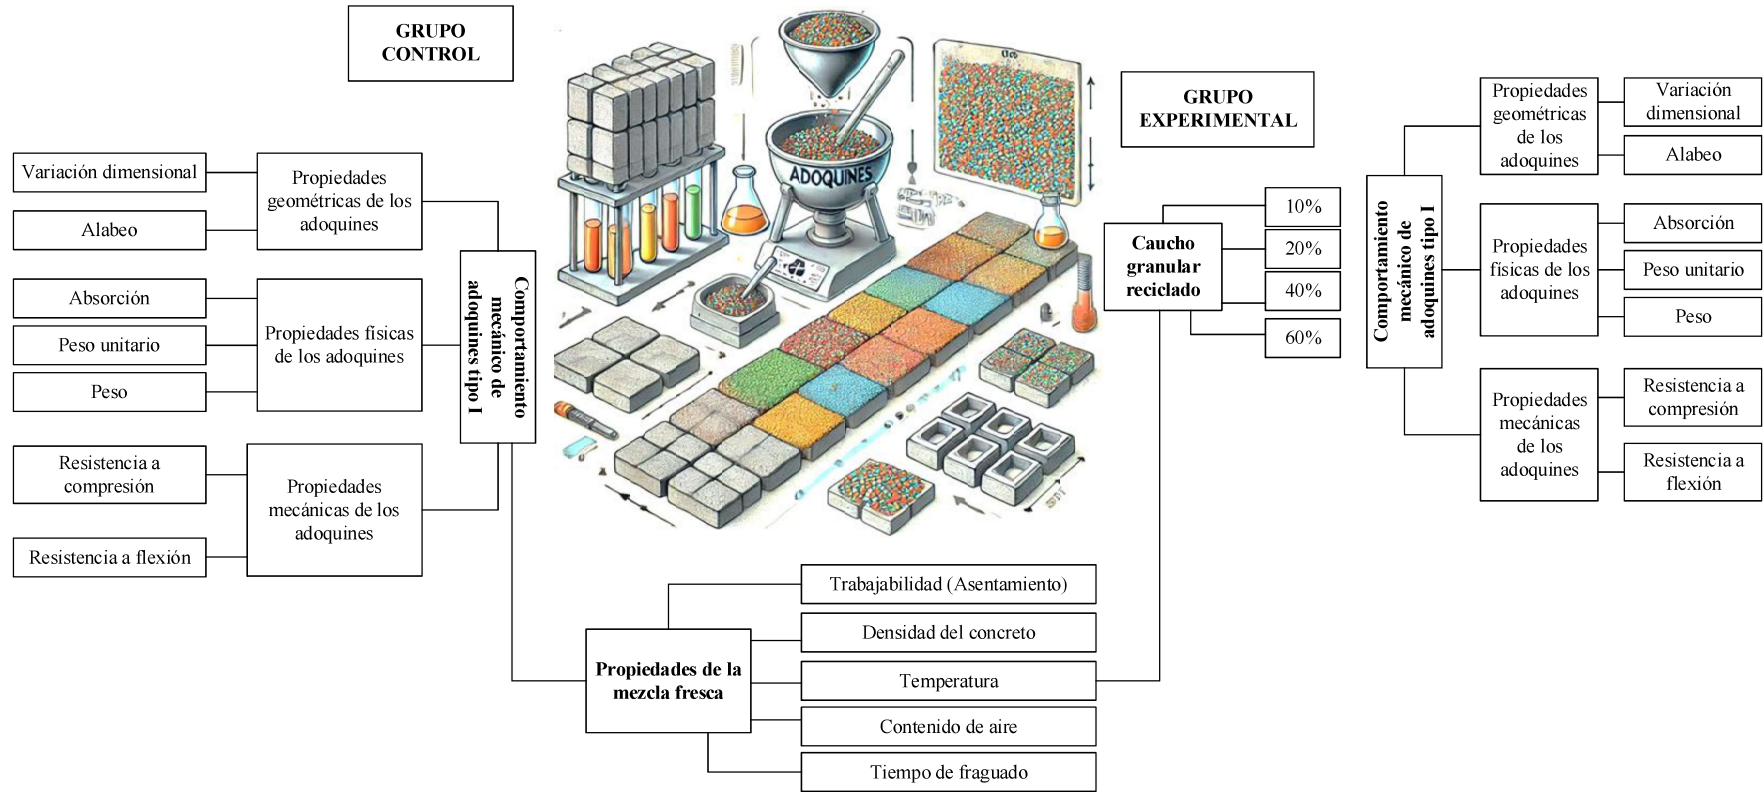 GRUPO
CONTROL
Variación dimensional
Alabeo
Propiedades
geométricas de los
adoquines
Absorción
Peso unitario
Peso
Propiedades físicas
de los adoquines
Resistencia a
compresión
Resistencia a flexión
Propiedades
mecánicas de los
adoquines
Comportamiento
mecánico de
adoquines tipo I
ADOQUINES
Propiedades de la
mezcla fresca
Trabajabilidad (Asentamiento)
Densidad del concreto
Temperatura
Contenido de aire
Tiempo de fraguado
GRUPO
EXPERIMENTAL
Caucho
granular
reciclado
10%
20%
40%
60%
Comportamiento
mecánico de
adoquines tipo I
Propiedades
geométricas
de los
adoquines
Variación
dimensional
Alabeo
Propiedades
físicas de los
adoquines
Absorción
Peso unitario
Peso
Propiedades
mecánicas
de los
adoquines
Resistencia a
compresión
Resistencia a
flexión